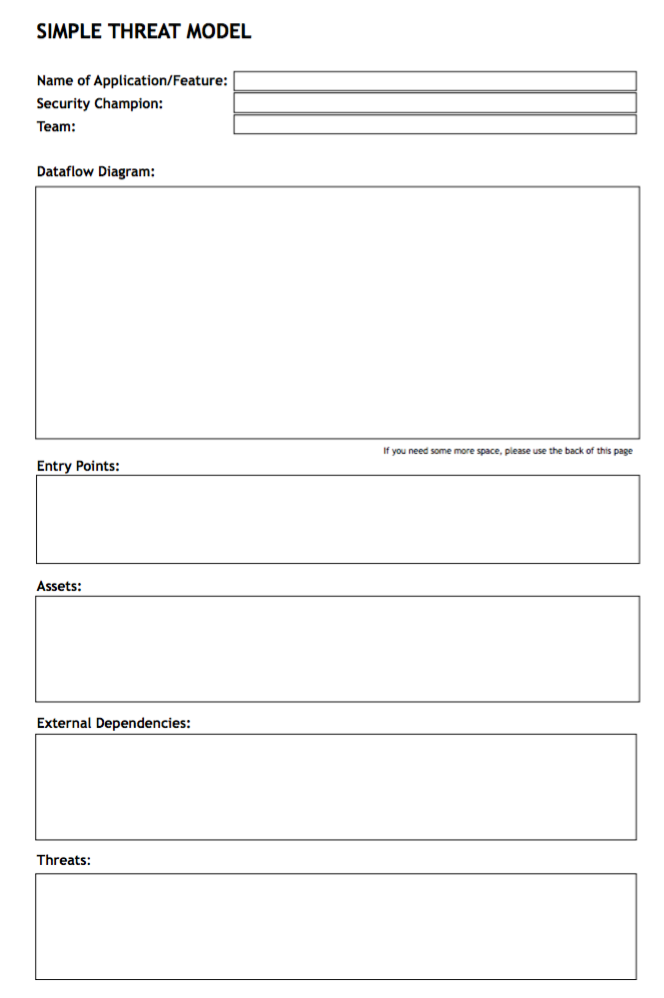 SIMPLE THREAT MODEL
Name of Application/Feature:
Security Champion:
Team:
Dataflow Diagram:
If you need some more space, please use the back of this page
Entry Points:
Assets:
External Dependencies:
Threats: